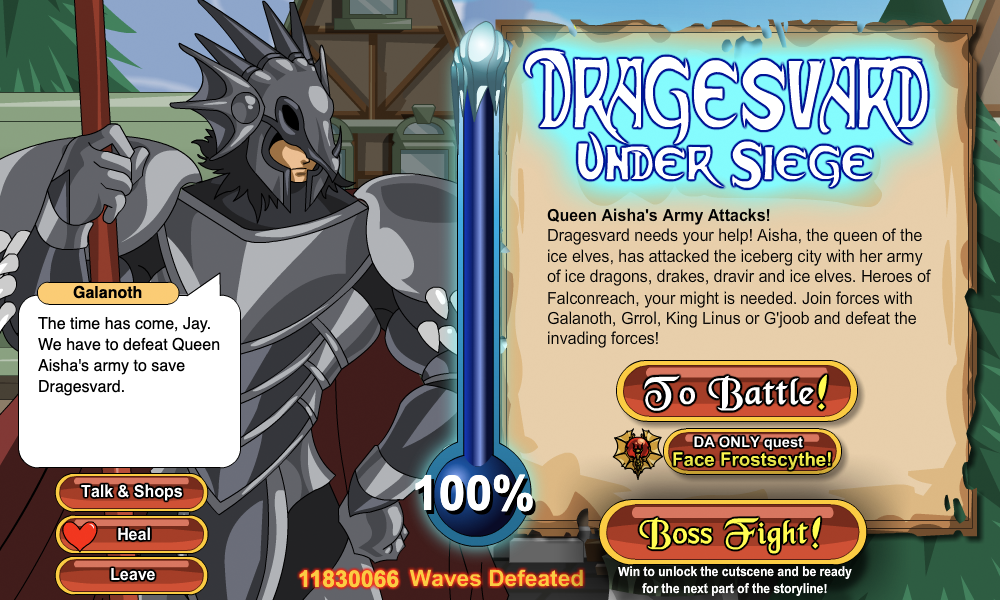 DRAGESVARD
UNDER SIEGE
Queen Aisha's Army Attacks!
Dragesvard needs your help! Aisha, the queen of the
ice elves, has attacked the iceberg city with her army
of ice dragons, drakes, dravir and ice elves. Heroes of
Falconreach, your might is needed. Join forces with
Galanoth, Grrol, King Linus or G'joob and defeat the
invading forces!
Galanoth
The time has come, Jay.
We have to defeat Queen
Aisha's army to save
Dragesvard.
To Battle!
DA ONLY quest
Face Frostscythe!
Talk & Shops
Heal
Leave
100%
Boss Fight!
Win to unlock the cutscene and be ready
for the next part of the storyline!
11830066 Waves Defeated